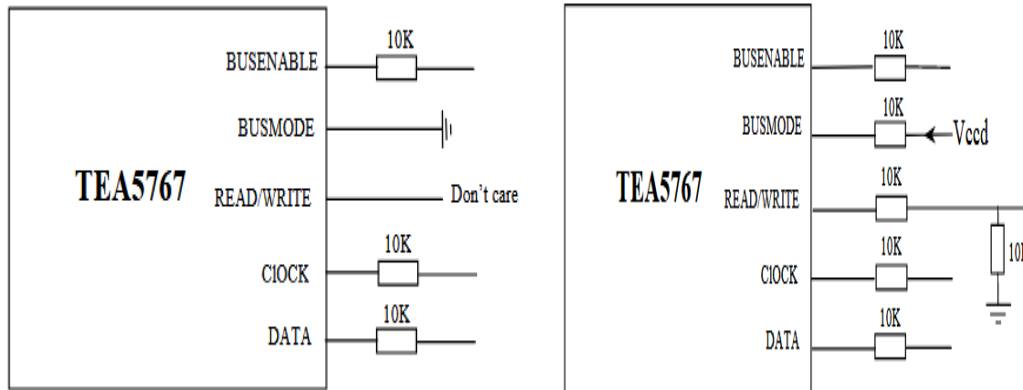 10K
BUSENABLE
BUSMODE
TEA5767
READ/WRITE
Don't care
10K
ClOCK
10K
DATA
10K
BUSENABLE
10K
BUSMODE
Vccd
10K
TEA5767
READ/WRITE
10K
ClOCK
10K
DATA